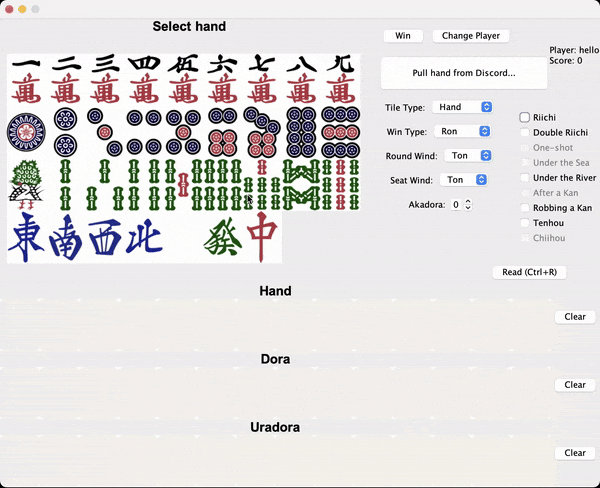 Select hand
Win
Change Player
Player: hello
Score: 0
Pull hand from Discord...
一 二 三 四 伍 六 七 八 九
萬 萬 萬 萬 萬 萬 萬 萬 萬
東 南 西 北 發 中
Tile Type: Hand
Win Type: Ron
Round Wind: Ton
Seat Wind: Ton
Akadora: 0
Riichi
Double Riichi
One-shot
Under the Sea
Under the River
After a Kan
Robbing a Kan
Tenhou
Chiihou
Read (Ctrl+R)
Hand
Clear
Dora
Clear
Uradora
Clear